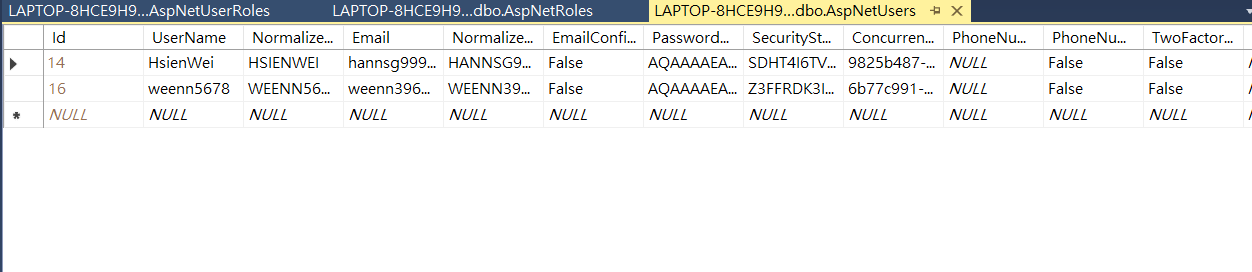 LAPTOP-8HCE9H9...AspNetUserRoles LAPTOP-8HCE9H9...dbo.AspNetRoles LAPTOP-8HCE9H9...dbo.AspNetUsers
Id UserName Normalize... Email Normalize... EmailConfi... Password... SecuritySt... Concurren... PhoneNu... PhoneNu... TwoFactor...
14 HsienWei HSIENWEI hannsg999... HANNSG9... False AQAAAAEA... SDHT4I6TV... 9825b487-... NULL False False
16 weenn5678 WEENN56... weenn396... WEENN39... False AQAAAAEA... Z3FFRDK3I... 6b77c991-... NULL False False
NULL NULL NULL NULL NULL NULL NULL NULL NULL NULL NULL NULL